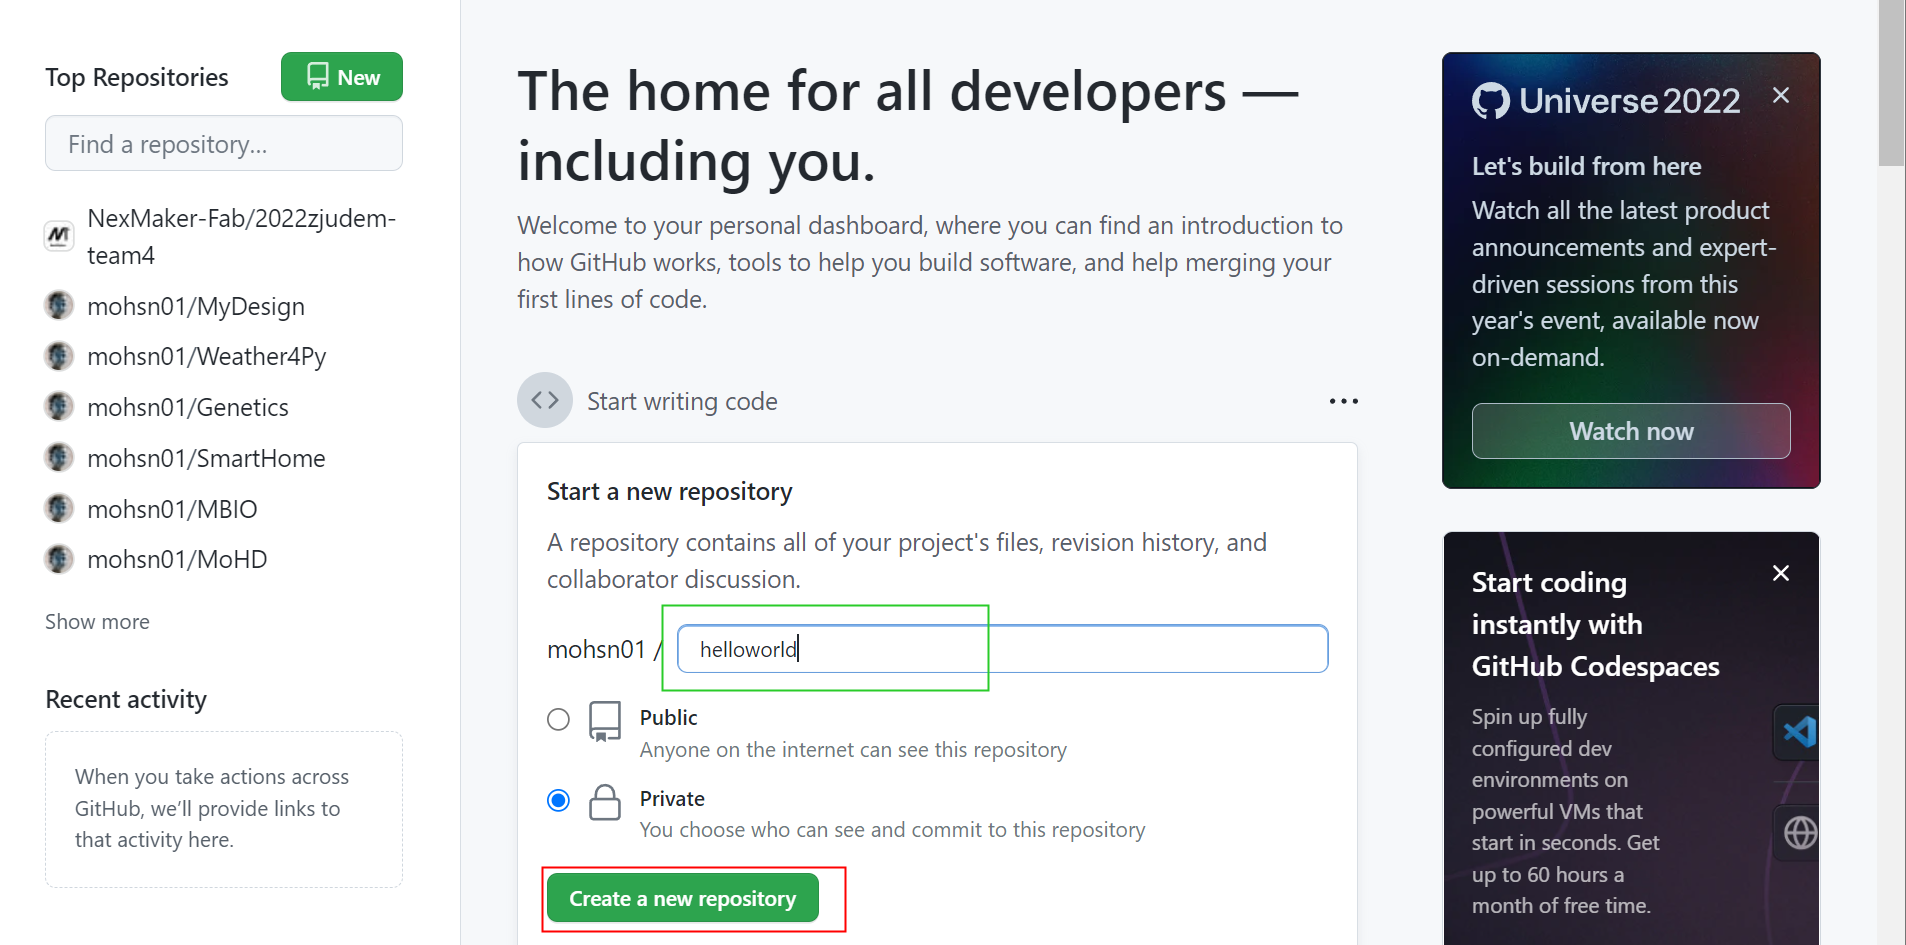 Top Repositories
New
Find a repository...
NexMaker-Fab/2022zjudem-
team4
mohsn01/MyDesign
mohsn01/Weather4Py
mohsn01/Genetics
mohsn01/SmartHome
mohsn01/MBIO
mohsn01/MoHD
Show more
Recent activity
When you take actions across
GitHub, we’ll provide links to
that activity here.
The home for all developers —
including you.
Welcome to your personal dashboard, where you can find an introduction to
how GitHub works, tools to help you build software, and help merging your
first lines of code.
Start writing code
Start a new repository
A repository contains all of your project's files, revision history, and
collaborator discussion.
mohsn01 /
helloworld
Public
Anyone on the internet can see this repository
Private
You choose who can see and commit to this repository
Create a new repository
Universe 2022
Let's build from here
Watch all the latest product
announcements and expert-
driven sessions from this
year's event, available now
on-demand.
Watch now
Start coding
instantly with
GitHub Codespaces
Spin up fully
configured dev
environments on
powerful VMs that
start in seconds. Get
up to 60 hours a
month of free time.